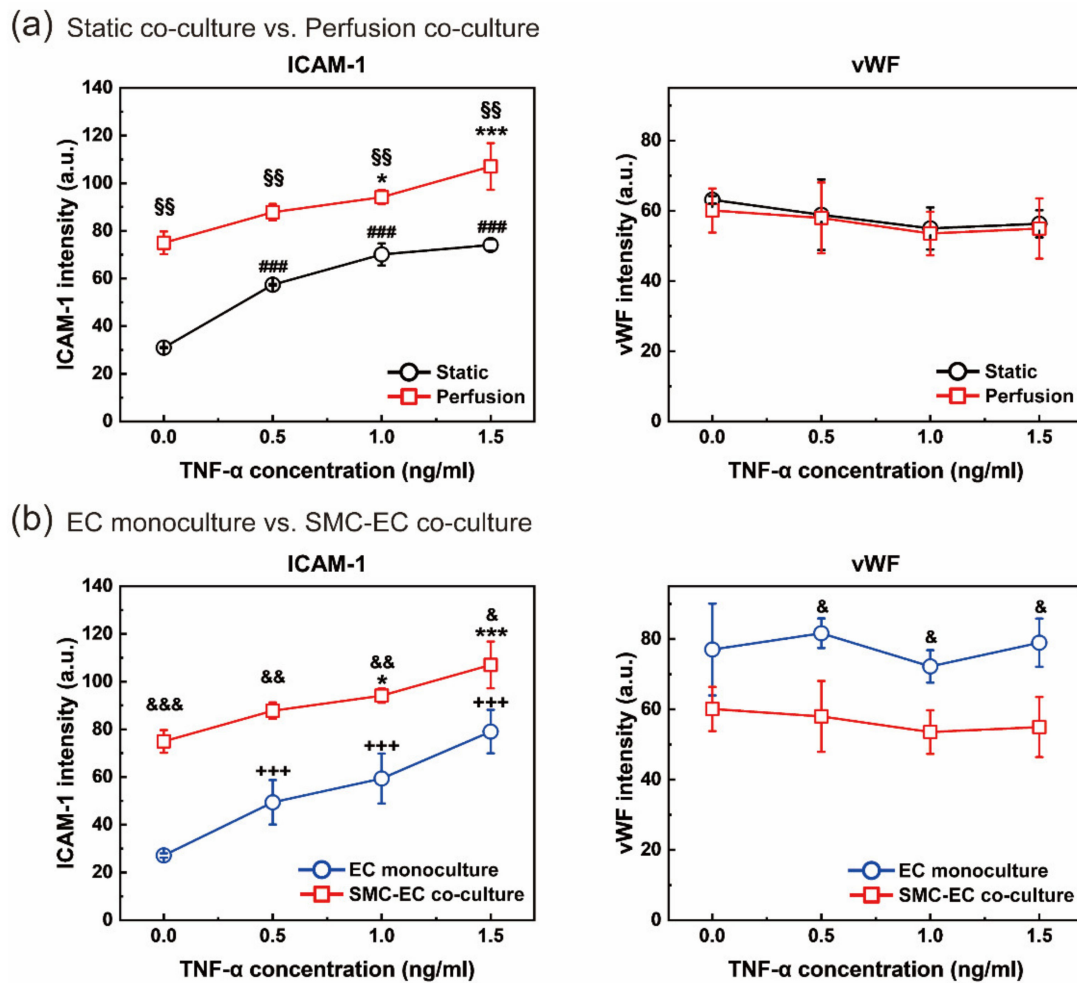 (a) Static co-culture vs. Perfusion co-culture
ICAM-1
ICAM-1 intensity (a.u.)
140
120
100
80
60
40
20
0
§§
§§
§§
*
§§
***
###
###
###
Static
Perfusion
0.0 0.5 1.0 1.5
TNF-α concentration (ng/ml)
vWF
vWF intensity (a.u.)
80
60
40
20
0
Static
Perfusion
0.0 0.5 1.0 1.5
TNF-α concentration (ng/ml)
(b) EC monoculture vs. SMC-EC co-culture
ICAM-1
ICAM-1 intensity (a.u.)
140
120
100
80
60
40
20
0
&&&
&&
&&
*
&
***
+++
+++
+++
EC monoculture
SMC-EC co-culture
0.0 0.5 1.0 1.5
TNF-α concentration (ng/ml)
vWF
vWF intensity (a.u.)
80
60
40
20
0
&
&
&
EC monoculture
SMC-EC co-culture
0.0 0.5 1.0 1.5
TNF-α concentration (ng/ml)